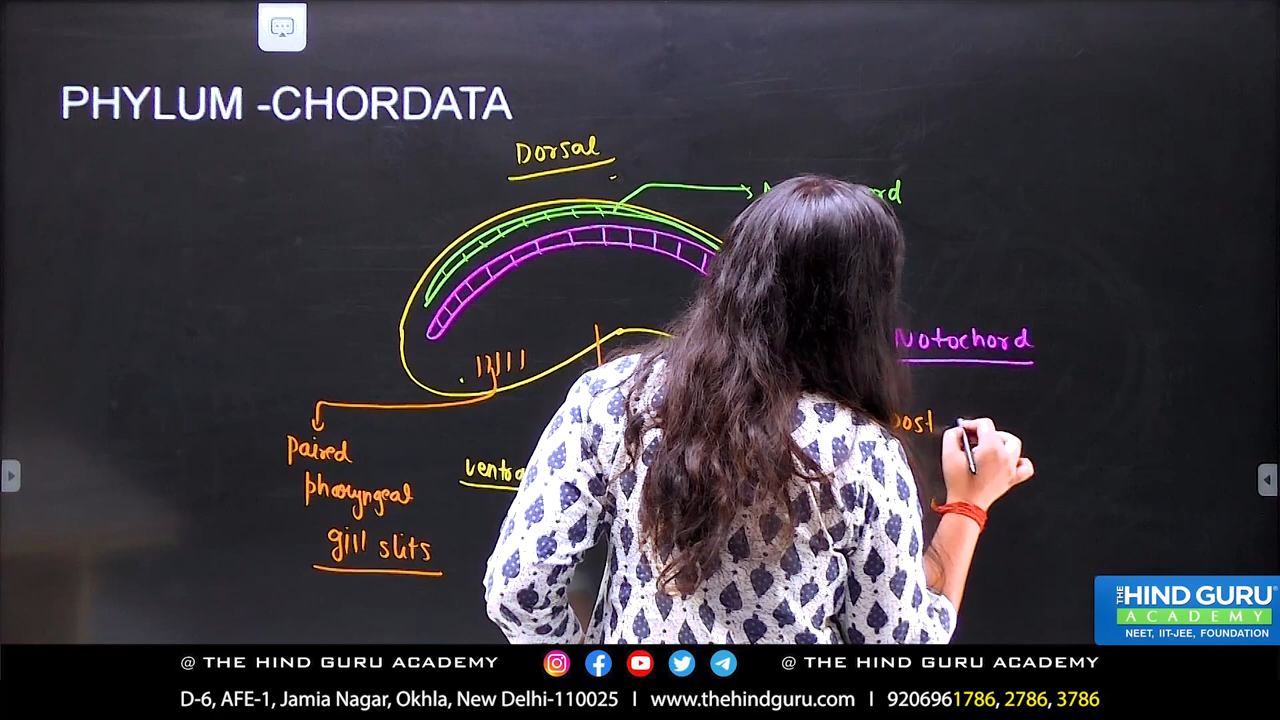 PHYLUM -CHORDATA
Dorsal
Notochord
post
Paired
pharyngeal
gill slits
THE HIND GURU
ACADEMY
NEET, IIT-JEE, FOUNDATION
@ THE HIND GURU ACADEMY
@ THE HIND GURU ACADEMY
D-6, AFE-1, Jamia Nagar, Okhla, New Delhi-110025 | www.thehindguru.com | 9206961786, 2786, 3786